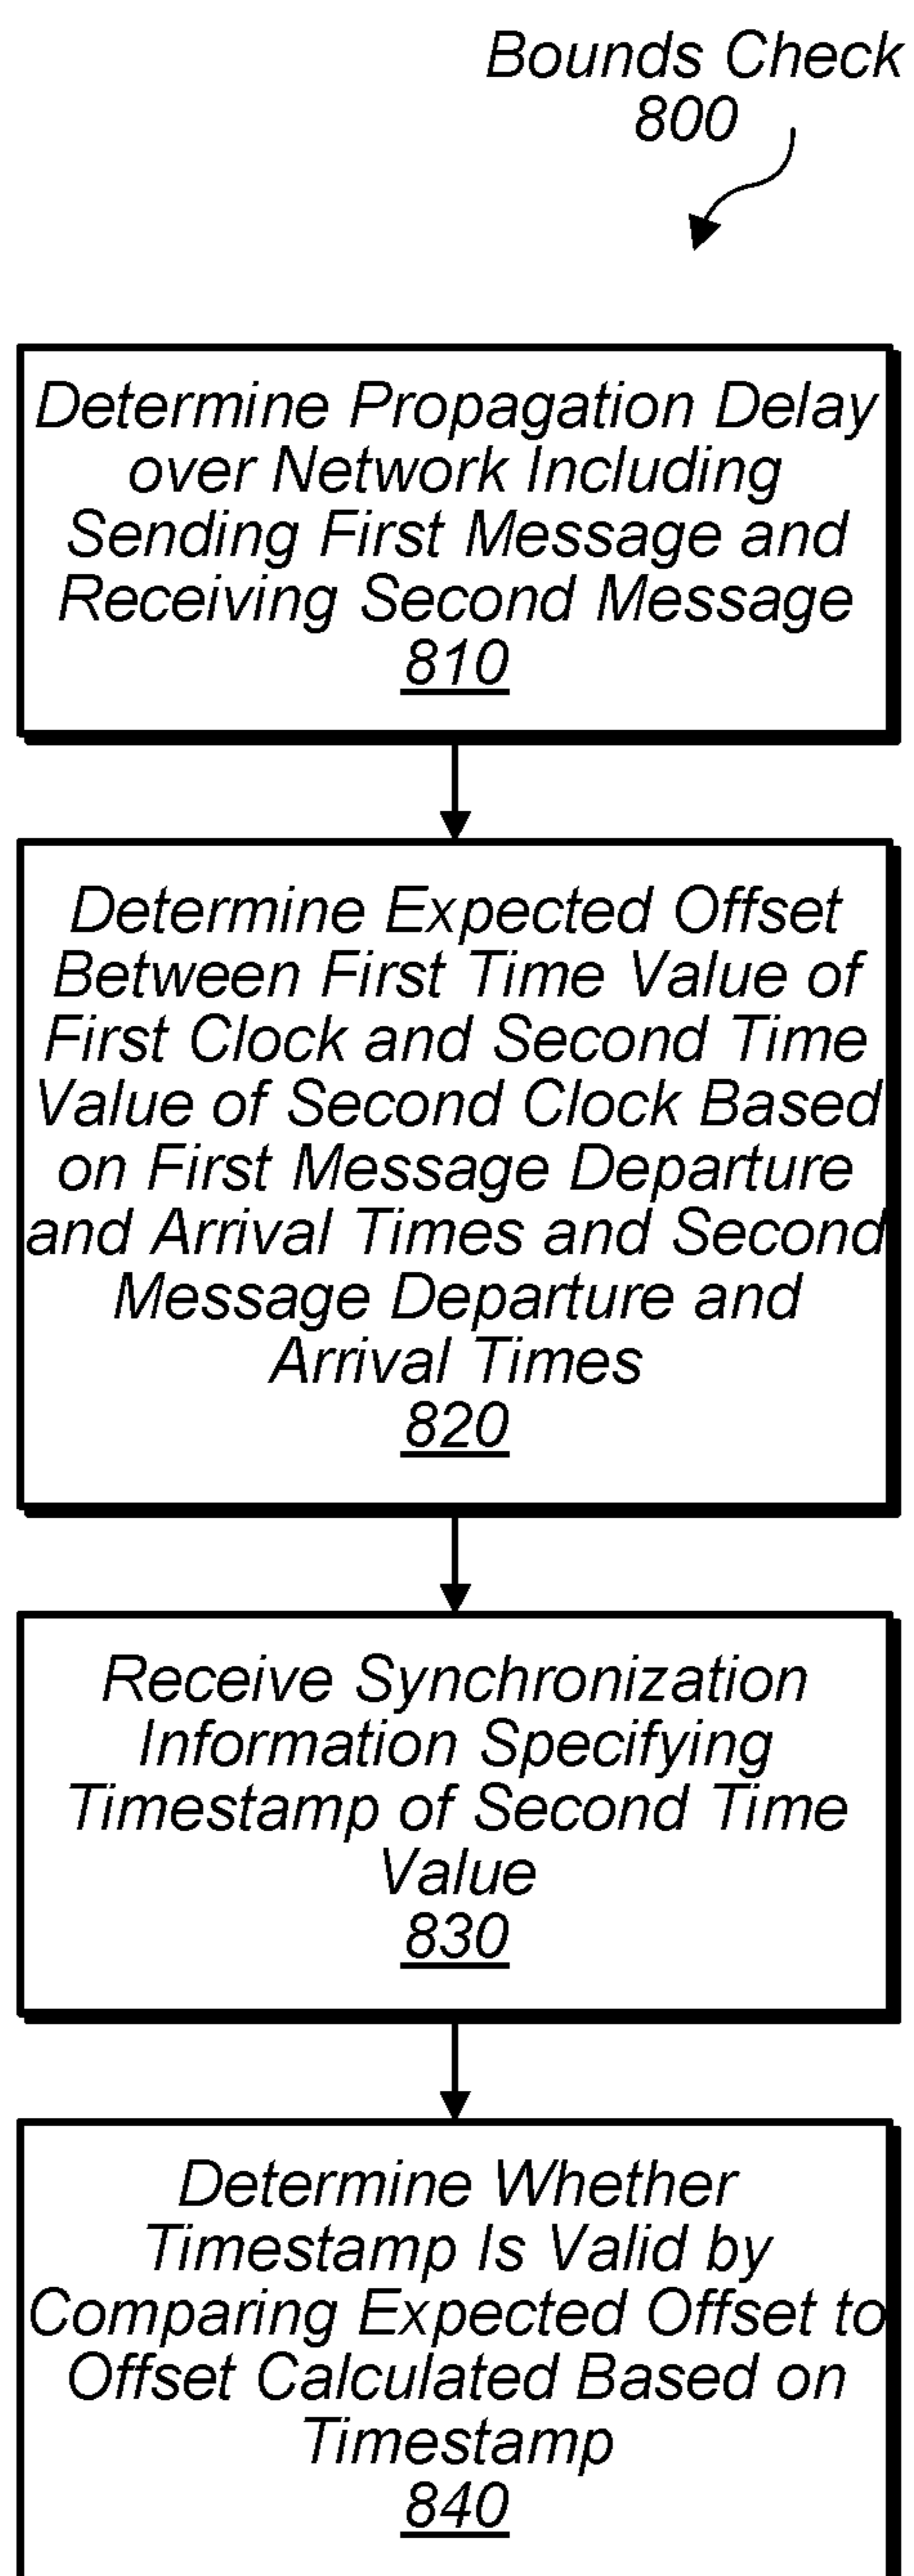 Bounds Check
800
Determine Propagation Delay
over Network Including
Sending First Message and
Receiving Second Message
810
Determine Expected Offset
Between First Time Value of
First Clock and Second Time
Value of Second Clock Based
on First Message Departure
and Arrival Times and Second
Message Departure and
Arrival Times
820
Receive Synchronization
Information Specifying
Timestamp of Second Time
Value
830
Determine Whether
Timestamp Is Valid by
Comparing Expected Offset to
Offset Calculated Based on
Timestamp
840